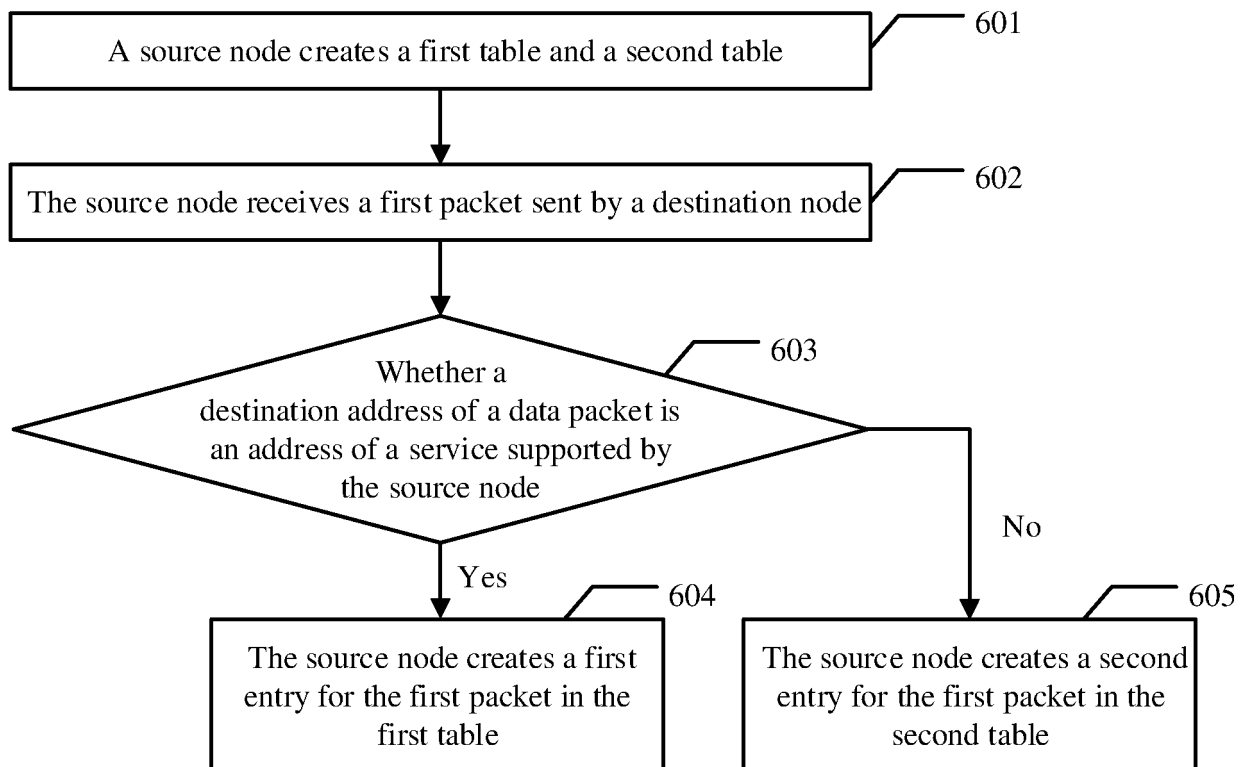 A source node creates a first table and a second table
601
The source node receives a first packet sent by a destination node
602
Whether a
destination address of a data packet is
an address of a service supported by
the source node
603
Yes
No
604
The source node creates a first
entry for the first packet in the
first table
605
The source node creates a second
entry for the first packet in the
second table